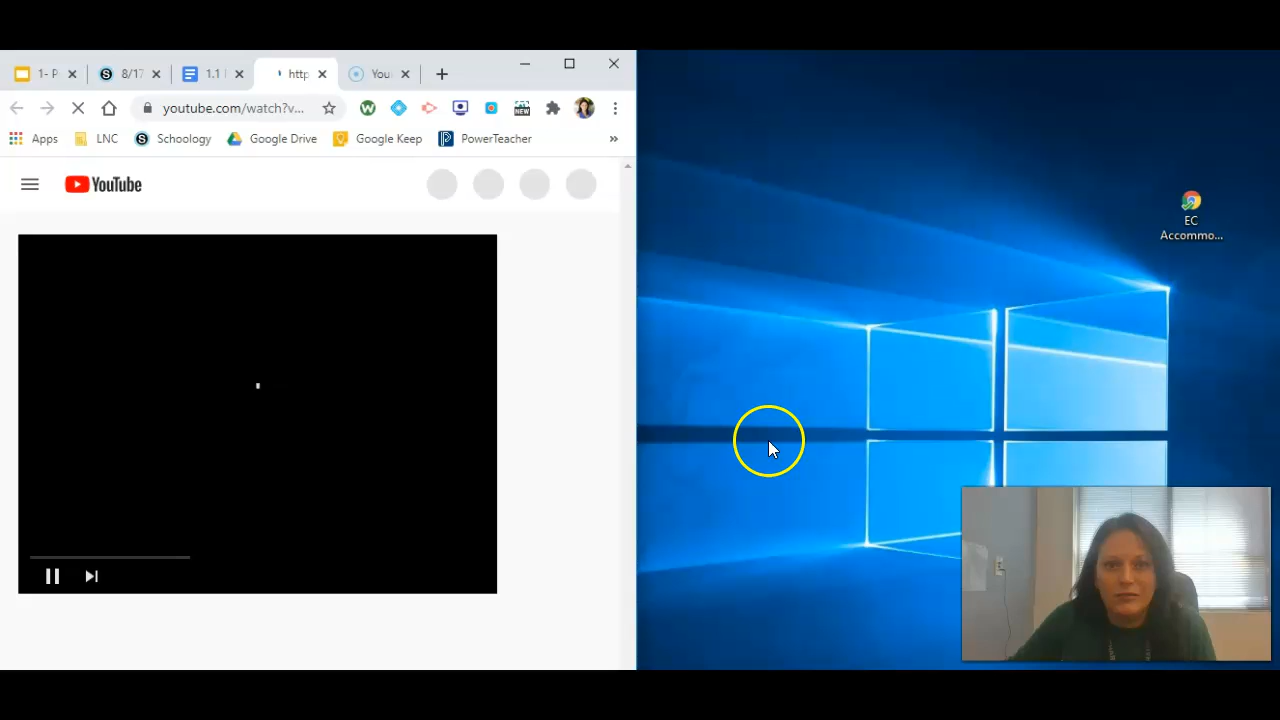 1- P
8/17
1.1
http
You
youtube.com/watch?v...
NEW
Apps
LNC
Schoology
Google Drive
Google Keep
PowerTeacher
»
YouTube
EC
Accommo...